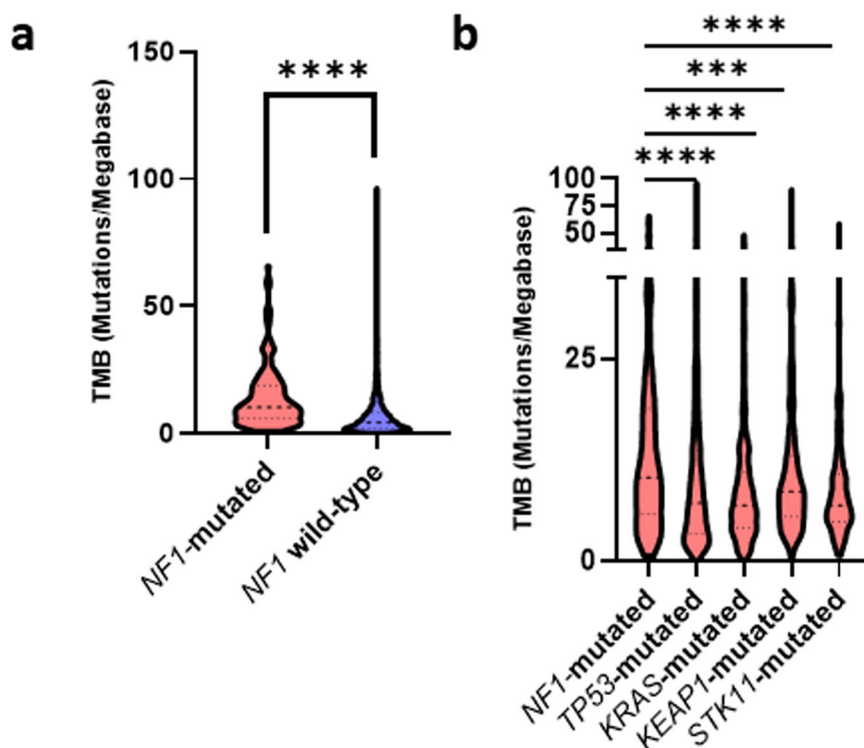 a
150
100
50
0
TMB (Mutations/Megabase)
****
NF1-mutated
NF1 wild-type
b
****
***
****
****
100
75
50
25
0
TMB (Mutations/Megabase)
NF1-mutated
TP53-mutated
KRAS-mutated
KEAP1-mutated
STK11-mutated